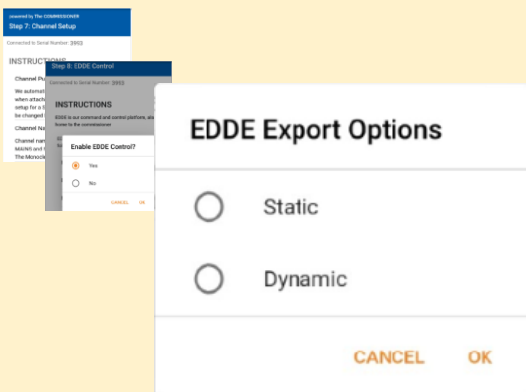 powered by The COMMISSIONER
Step 7: Channel Setup
Connected to Serial Number: 3953
INSTRUCTIONS
Channel Pu
We automati
when attach
setup for a S
be changed
Channel Na
Channel nam
MAINS and
The Monocle
Step 8: EDDE Control
Connected to Serial Number: 3953
INSTRUCTIONS
EDDE is our command and control platform, als
know to the commissioner
Enable EDDE Control?
Yes
No
CANCEL OK
EDDE Export Options
Static
Dynamic
CANCEL OK